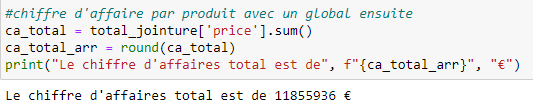 #chiffre d'affaire par produit avec un global ensuite
ca_total = total_jointure['price'].sum()
ca_total_arr = round(ca_total)
print("Le chiffre d'affaires total est de", f"{ca_total_arr}", "€")
Le chiffre d'affaires total est de 11855936 €